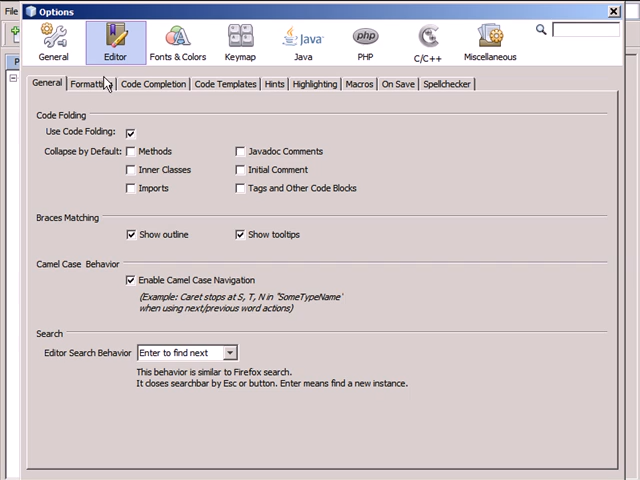 File
Options
General
Editor
Fonts & Colors
Keymap
Java
PHP
C/C++
Miscellaneous
General Formatting Code Completion Code Templates Hints Highlighting Macros On Save Spellchecker
Code Folding
Use Code Folding:
Collapse by Default: Methods Javadoc Comments
Inner Classes Initial Comment
Imports Tags and Other Code Blocks
Braces Matching
Show outline Show tooltips
Camel Case Behavior
Enable Camel Case Navigation
(Example: Caret stops at S, T, N in "SomeTypeName'
when using next/previous word actions)
Search
Editor Search Behavior Enter to find next
This behavior is similar to Firefox search.
It closes searchbar by Esc or button. Enter means find a new instance.